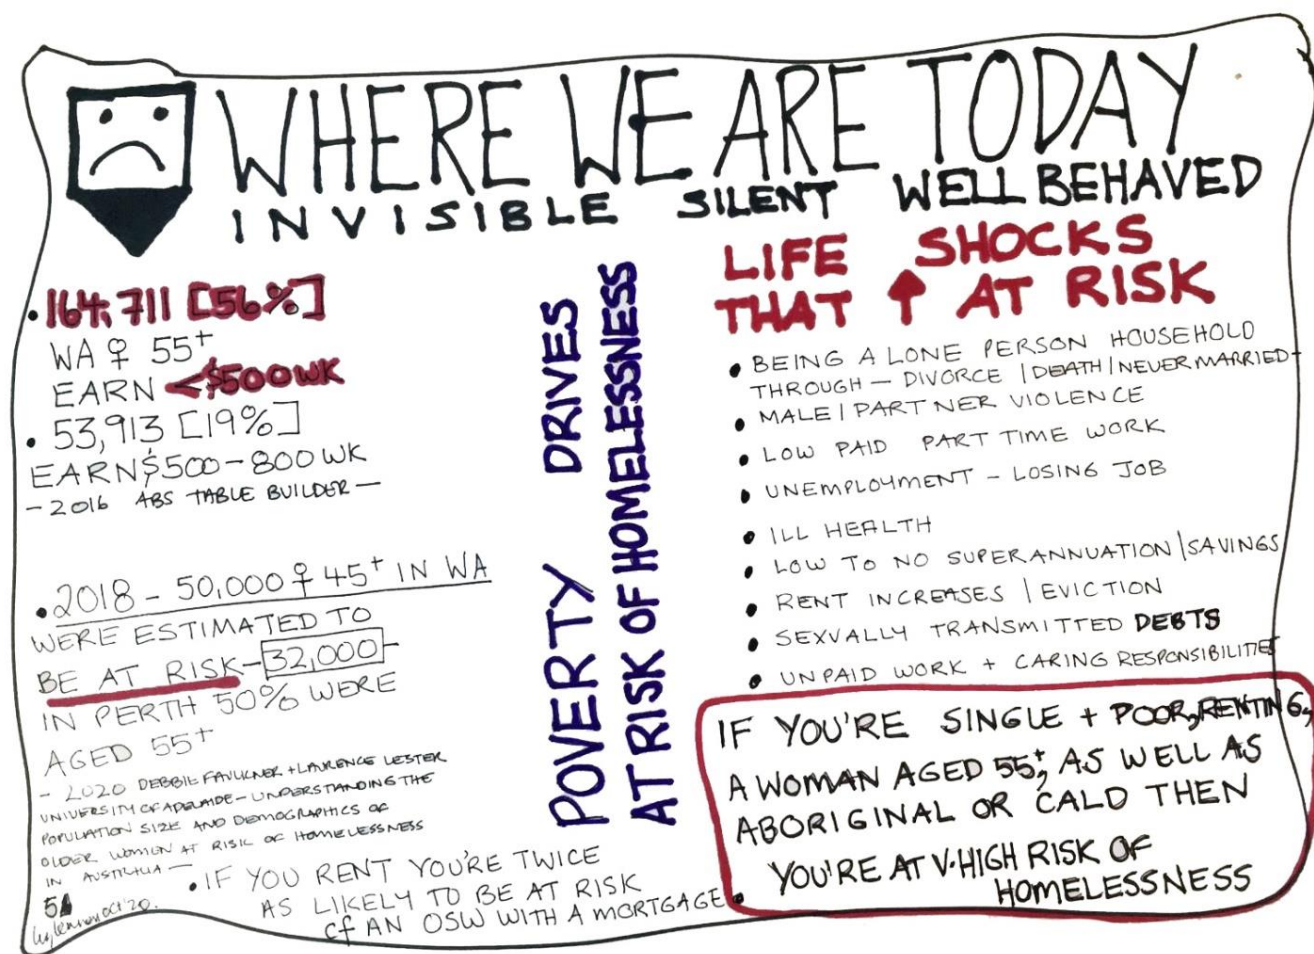 WHERE WE ARE TODAY
INVISIBLE SILENT WELL BEHAVED
• 164,711 [56%]
WA ♀ 55+
EARN <$500WK
• 53,913 [19%]
EARN $500-800WK
- 2016 ABS TABLE BUILDER -
• 2018 - 50,000 ♀ 45+ IN WA
WERE ESTIMATED TO
BE AT RISK - 32,000 -
IN PERTH 50% WERE
AGED 55+
- 2020 DEBBIE FAULKNER + LAURENCE LESTER
UNIVERSITY OF ADELAIDE - UNDERSTANDING THE
POPULATION SIZE AND DEMOGRAPHICS OF
OLDER WOMEN AT RISK OF HOMELESSNESS
IN AUSTRALIA -
• IF YOU RENT YOU'RE TWICE
AS LIKELY TO BE AT RISK
cf AN OSW WITH A MORTGAGE
oct'20.
POVERTY DRIVES
AT RISK OF HOMELESSNESS
LIFE SHOCKS
THAT ↑ AT RISK
• BEING A LONE PERSON HOUSEHOLD
THROUGH - DIVORCE | DEATH | NEVER MARRIED
• MALE | PARTNER VIOLENCE
• LOW PAID PART TIME WORK
• UNEMPLOYMENT - LOSING JOB
• ILL HEALTH
• LOW TO NO SUPERANNUATION | SAVINGS
• RENT INCREASES | EVICTION
• SEXUALLY TRANSMITTED DEBTS
• UNPAID WORK + CARING RESPONSIBILITIES
IF YOU'RE SINGLE + POOR, RENTING,
A WOMAN AGED 55+, AS WELL AS
ABORIGINAL OR CALD THEN
YOU'RE AT V.HIGH RISK OF
HOMELESSNESS